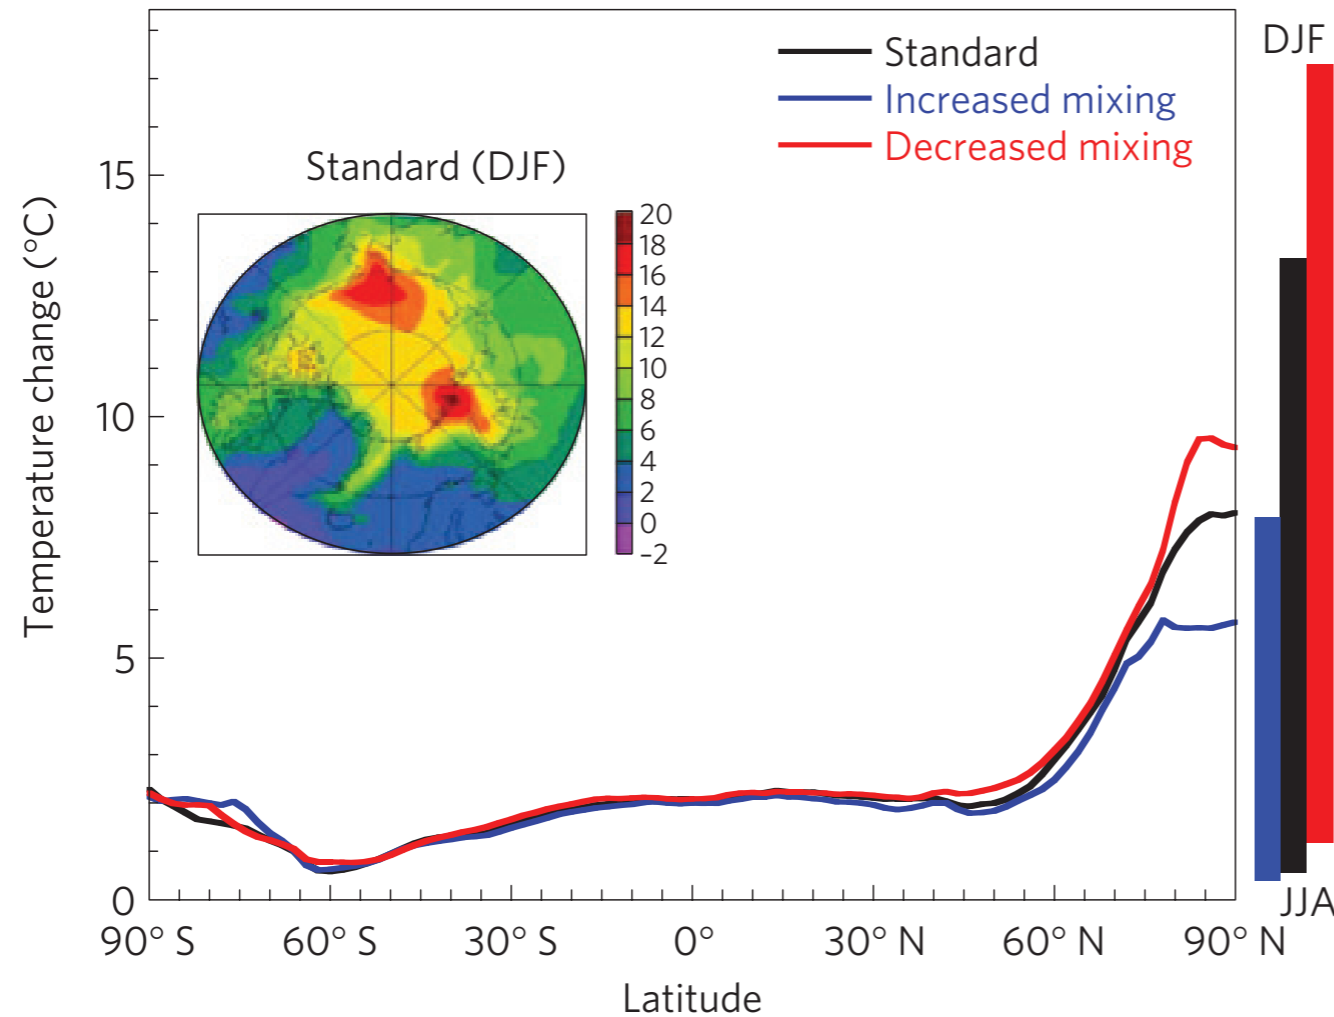 DJF
Standard
Increased mixing
Decreased mixing
Standard (DJF)
20
18
16
14
12
10
8
6
4
2
0
–2
Temperature change (°C)
15
10
5
0
90° S
60° S
30° S
0°
30° N
60° N
90° N
JJA
Latitude